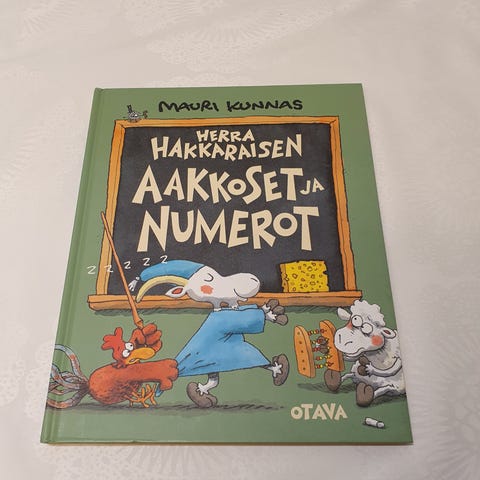 MAURI KUNNAS
HERRA
HAKKARAISEN
AAKKOSET JA
NUMEROT
Z Z Z Z Z
OTAVA